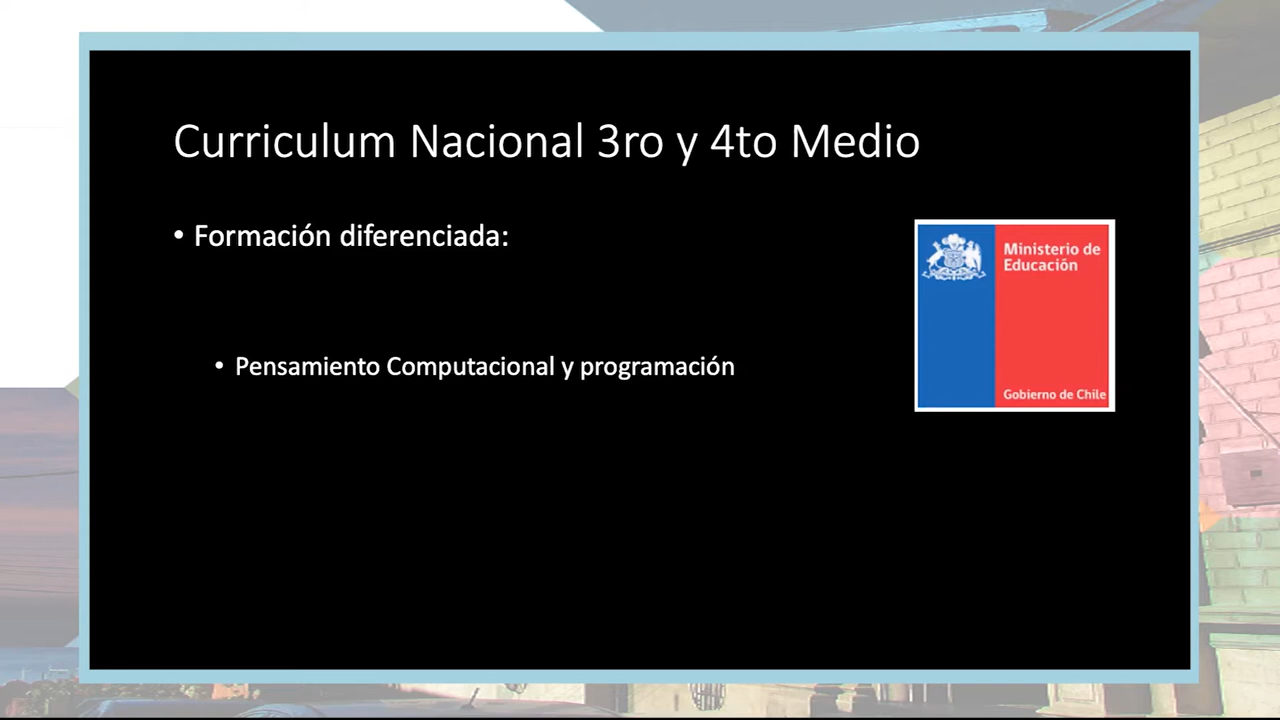 Curriculum Nacional 3ro y 4to Medio
• Formación diferenciada:
Ministerio de
Educación
• Pensamiento Computacional y programación
Gobierno de Chile